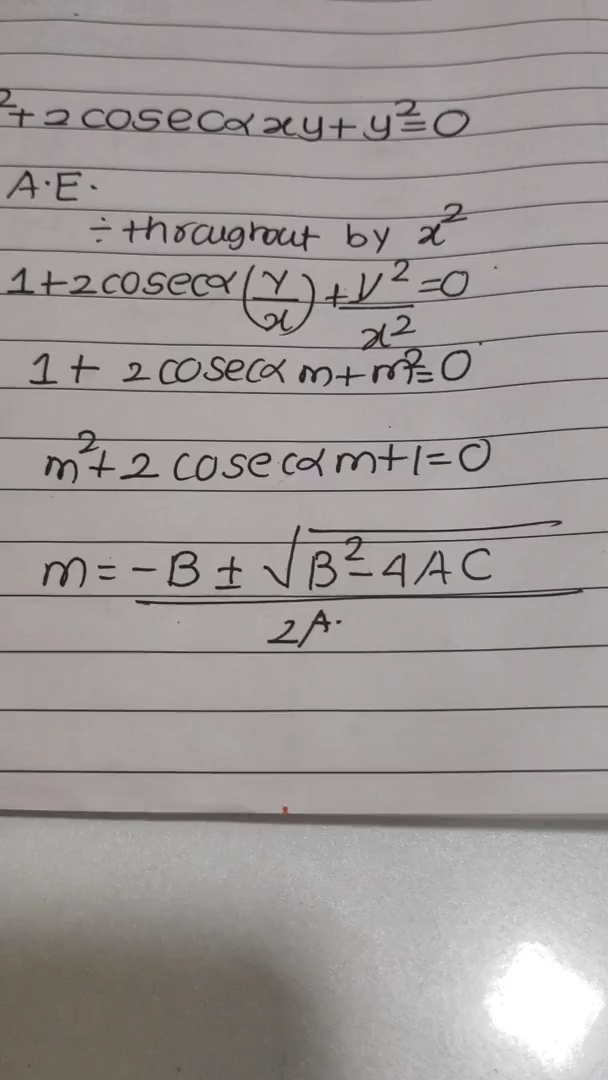 ²+2cosecα xy+y²=0
A.E.
÷throughout by x²
1+2cosecα(y/x)+y²/x²=0
1+ 2cosecα m+m²=0
m²+2 cosecα m+1=0
m= -B ± √B²-4AC
2A.